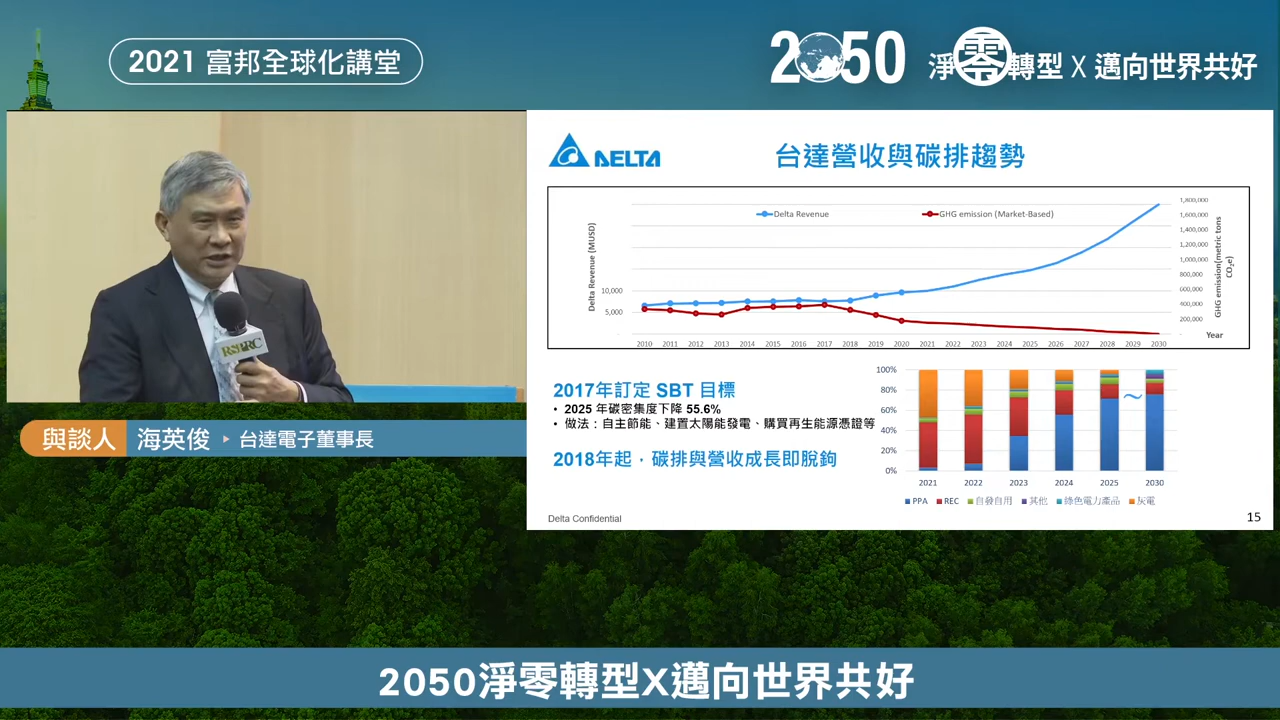 2021 富邦全球化講堂
2050 淨零轉型 X 邁向世界共好
RSPRC
與談人 海英俊 台達電子董事長
DELTA
台達營收與碳排趨勢
Delta Revenue
GHG emission (Market-Based)
Delta Revenue (MUSD)
10,000
5,000
-
1,800,000
1,600,000
1,400,000
1,200,000
1,000,000
800,000
600,000
400,000
200,000
-
GHG emission(metric tons CO₂e)
Year
2010 2011 2012 2013 2014 2015 2016 2017 2018 2019 2020 2021 2022 2023 2024 2025 2026 2027 2028 2029 2030
2017年訂定 SBT 目標
• 2025 年碳密集度下降 55.6%
• 做法：自主節能、建置太陽能發電、購買再生能源憑證等
2018年起，碳排與營收成長即脫鉤
100%
80%
60%
40%
20%
0%
2021 2022 2023 2024 2025 2030
PPA REC 自發自用 其他 綠色電力產品 灰電
Delta Confidential
15
2050淨零轉型X邁向世界共好